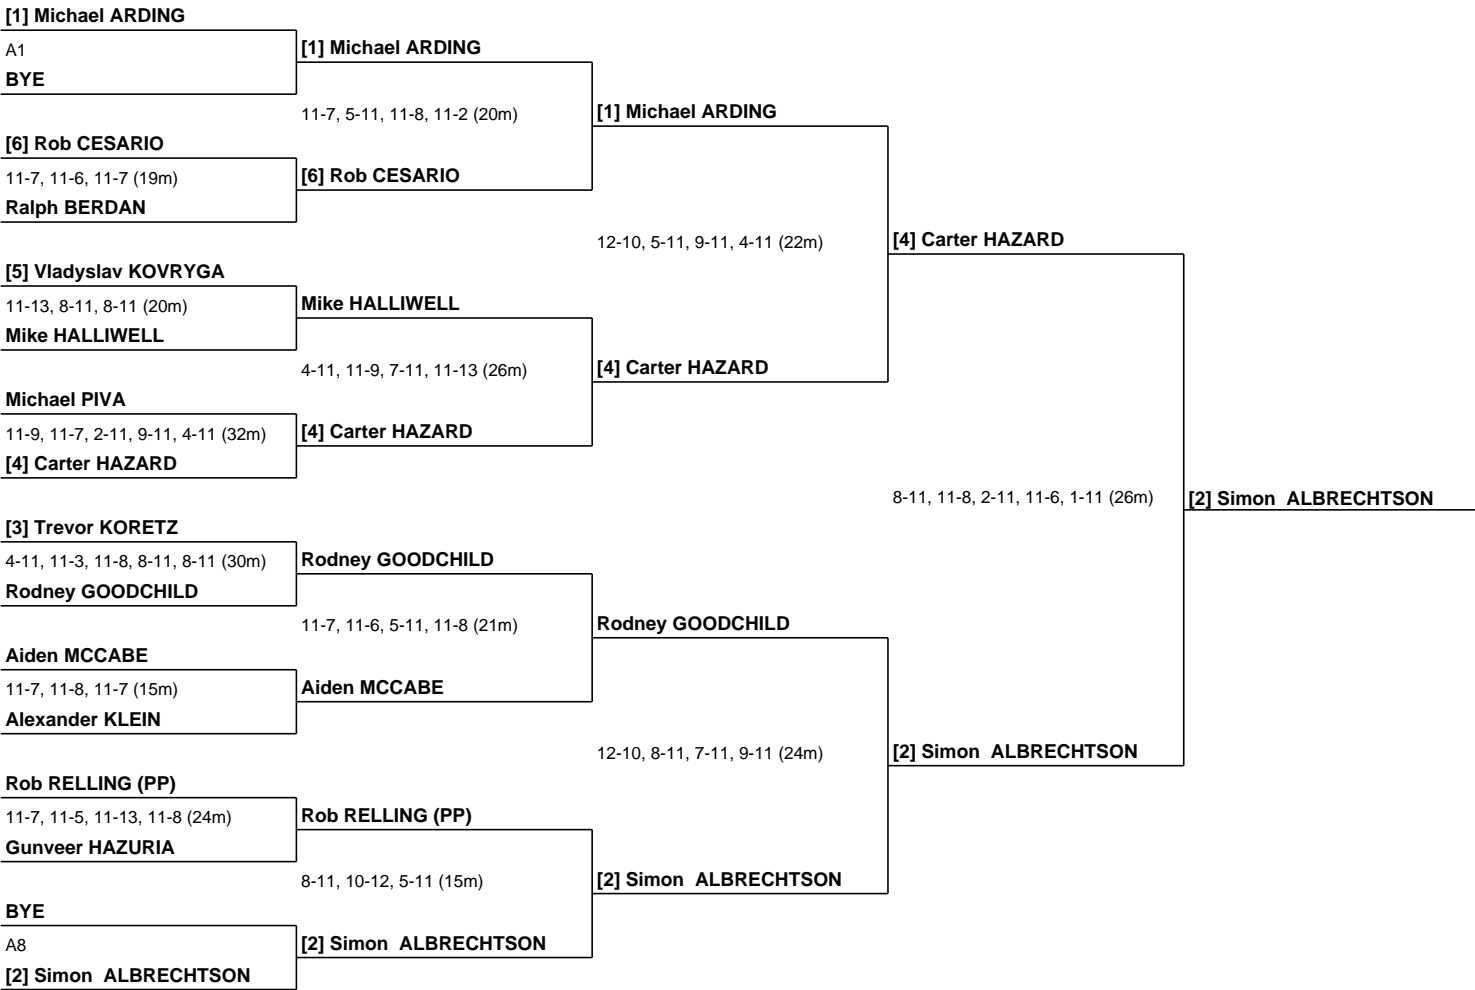 [1] Michael ARDING
A1
BYE
[6] Rob CESARIO
11-7, 11-6, 11-7 (19m)
Ralph BERDAN
[5] Vladyslav KOVRYGA
11-13, 8-11, 8-11 (20m)
Mike HALLIWELL
Michael PIVA
11-9, 11-7, 2-11, 9-11, 4-11 (32m)
[4] Carter HAZARD
[3] Trevor KORETZ
4-11, 11-3, 11-8, 8-11, 8-11 (30m)
Rodney GOODCHILD
Aiden MCCABE
11-7, 11-8, 11-7 (15m)
Alexander KLEIN
Rob RELLING (PP)
11-7, 11-5, 11-13, 11-8 (24m)
Gunveer HAZURIA
BYE
A8
[2] Simon  ALBRECHTSON
[1] Michael ARDING
11-7, 5-11, 11-8, 11-2 (20m)
[6] Rob CESARIO
Mike HALLIWELL
4-11, 11-9, 7-11, 11-13 (26m)
[4] Carter HAZARD
Rodney GOODCHILD
11-7, 11-6, 5-11, 11-8 (21m)
Aiden MCCABE
Rob RELLING (PP)
8-11, 10-12, 5-11 (15m)
[2] Simon  ALBRECHTSON
[1] Michael ARDING
12-10, 5-11, 9-11, 4-11 (22m)
[4] Carter HAZARD
Rodney GOODCHILD
12-10, 8-11, 7-11, 9-11 (24m)
[2] Simon  ALBRECHTSON
[4] Carter HAZARD
8-11, 11-8, 2-11, 11-6, 1-11 (26m)
[2] Simon  ALBRECHTSON
[2] Simon  ALBRECHTSON